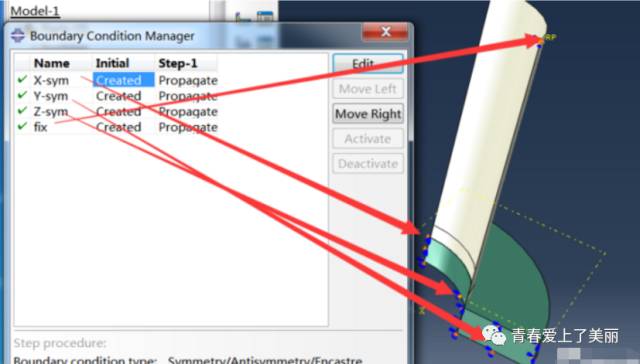 Model-1
Boundary Condition Manager
Name Initial Step-1
X-sym Created Propagate
Y-sym Created Propagate
Z-sym Created Propagate
fix Created Propagate
Edit...
Move Left
Move Right
Activate
Deactivate
Step procedure:
Boundary condition type: Symmetry/Antisymmetry/Encastre
RP
青春爱上了美丽